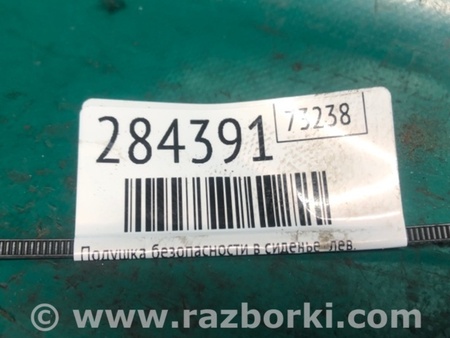 284391
73238
Подушка безопасности в сиденье лев.
© www.razborki.com